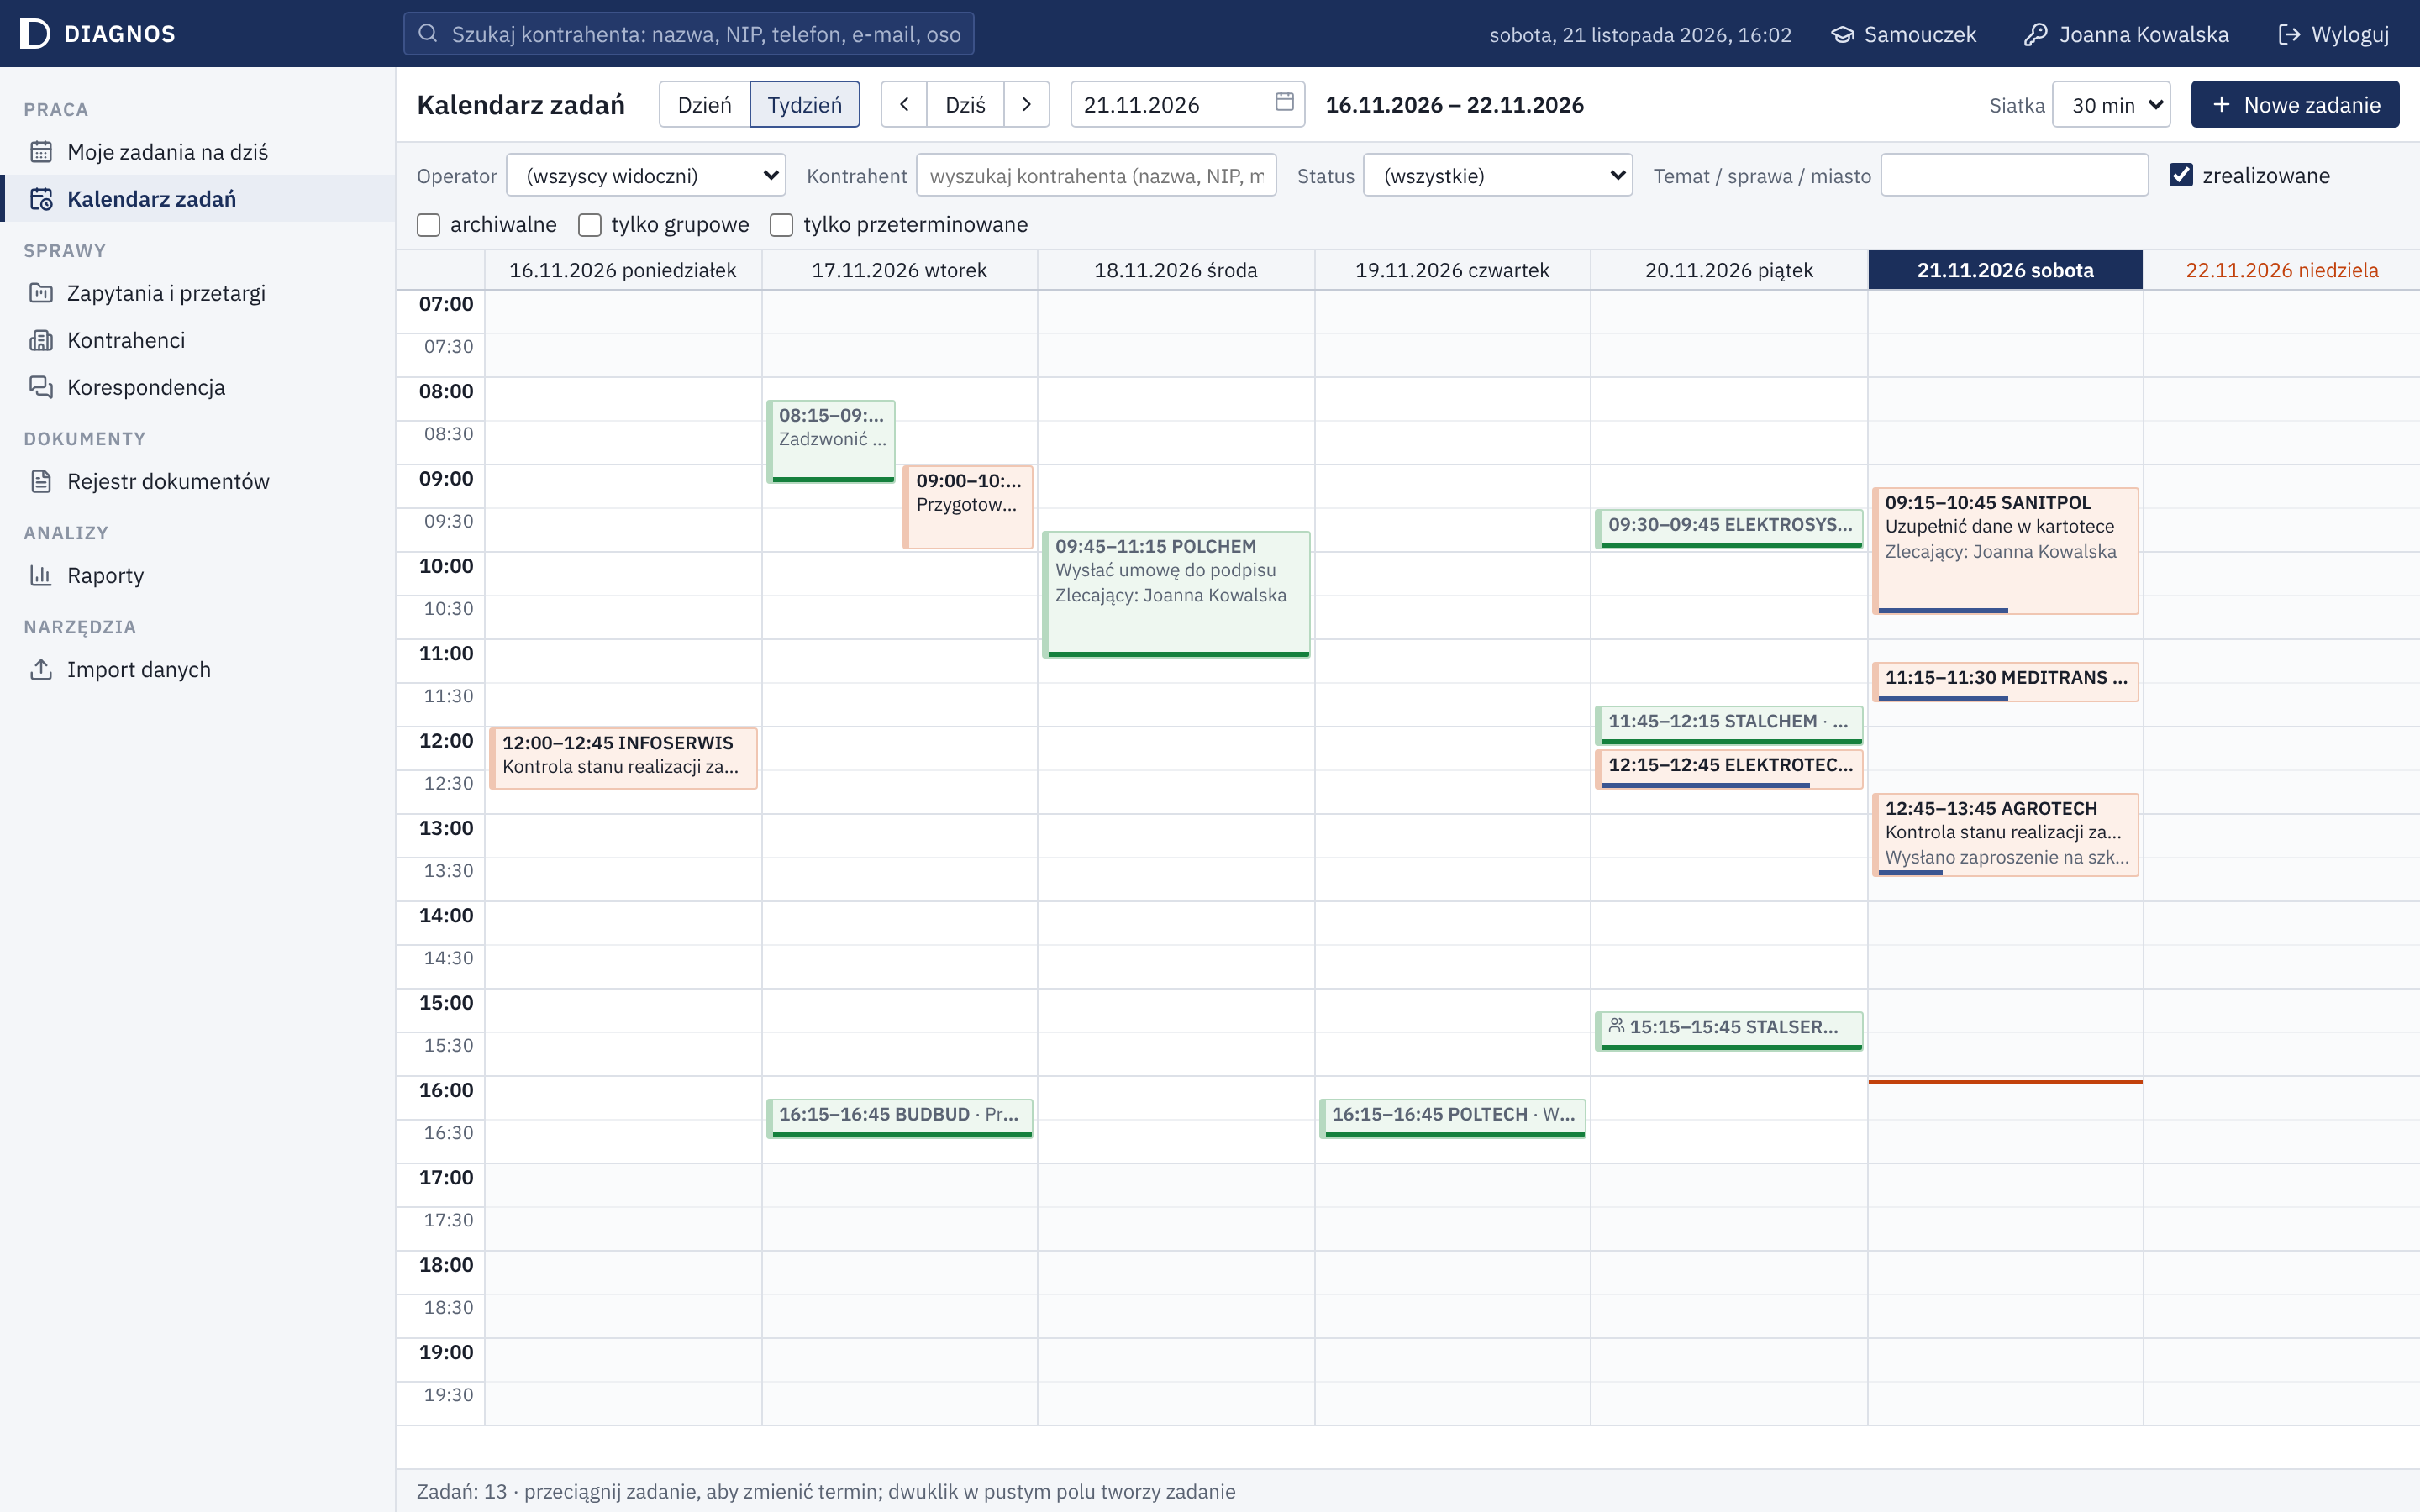 DIAGNOS
Szukaj kontrahenta: nazwa, NIP, telefon, e-mail, oso
sobota, 21 listopada 2026, 16:02
Samouczek
Joanna Kowalska
Wyloguj
PRACA
Moje zadania na dziś
Kalendarz zadań
SPRAWY
Zapytania i przetargi
Kontrahenci
Korespondencja
DOKUMENTY
Rejestr dokumentów
ANALIZY
Raporty
NARZĘDZIA
Import danych
Kalendarz zadań
Dzień
Tydzień
Dziś
21.11.2026
16.11.2026 – 22.11.2026
Siatka
30 min
Nowe zadanie
Operator
(wszyscy widoczni)
Kontrahent
wyszukaj kontrahenta (nazwa, NIP, m
Status
(wszystkie)
Temat / sprawa / miasto
zrealizowane
archiwalne
tylko grupowe
tylko przeterminowane
16.11.2026 poniedziałek
17.11.2026 wtorek
18.11.2026 środa
19.11.2026 czwartek
20.11.2026 piątek
21.11.2026 sobota
22.11.2026 niedziela
07:00
07:30
08:00
08:30
09:00
09:30
10:00
10:30
11:00
11:30
12:00
12:30
13:00
13:30
14:00
14:30
15:00
15:30
16:00
16:30
17:00
17:30
18:00
18:30
19:00
19:30
12:00–12:45 INFOSERWIS
Kontrola stanu realizacji za...
08:15–09:...
Zadzwonić ...
09:00–10:...
Przygotow...
16:15–16:45 BUDBUD · Pr...
09:45–11:15 POLCHEM
Wysłać umowę do podpisu
Zlecający: Joanna Kowalska
16:15–16:45 POLTECH · W...
09:30–09:45 ELEKTROSYS...
11:45–12:15 STALCHEM · ...
12:15–12:45 ELEKTROTEC...
15:15–15:45 STALSER...
09:15–10:45 SANITPOL
Uzupełnić dane w kartotece
Zlecający: Joanna Kowalska
11:15–11:30 MEDITRANS ...
12:45–13:45 AGROTECH
Kontrola stanu realizacji za...
Wysłano zaproszenie na szk...
Zadań: 13 · przeciągnij zadanie, aby zmienić termin; dwuklik w pustym polu tworzy zadanie